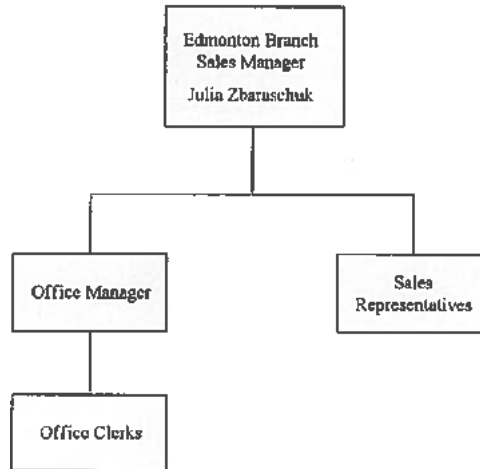 Edmonton Branch
Sales Manager
Julia Zbaraschuk
Office Manager
Sales
Representatives
Office Clerks